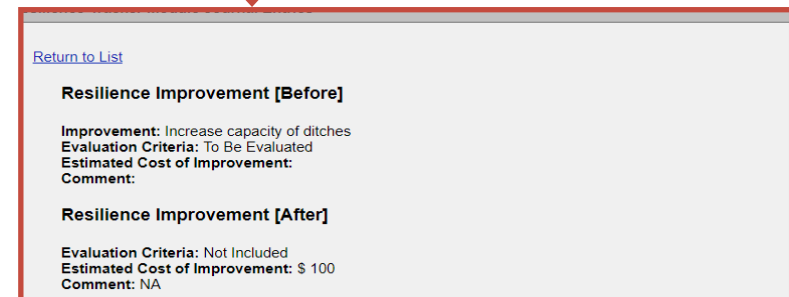 Return to List
Resilience Improvement [Before]
Improvement: Increase capacity of ditches
Evaluation Criteria: To Be Evaluated
Estimated Cost of Improvement:
Comment:
Resilience Improvement [After]
Evaluation Criteria: Not Included
Estimated Cost of Improvement: $ 100
Comment: NA